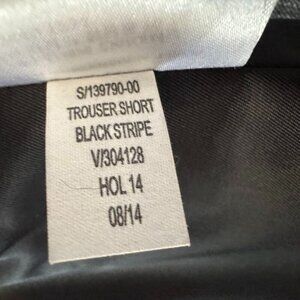 S/139790-00
TROUSER SHORT
BLACK STRIPE
V/304128
HOL 14
08/14